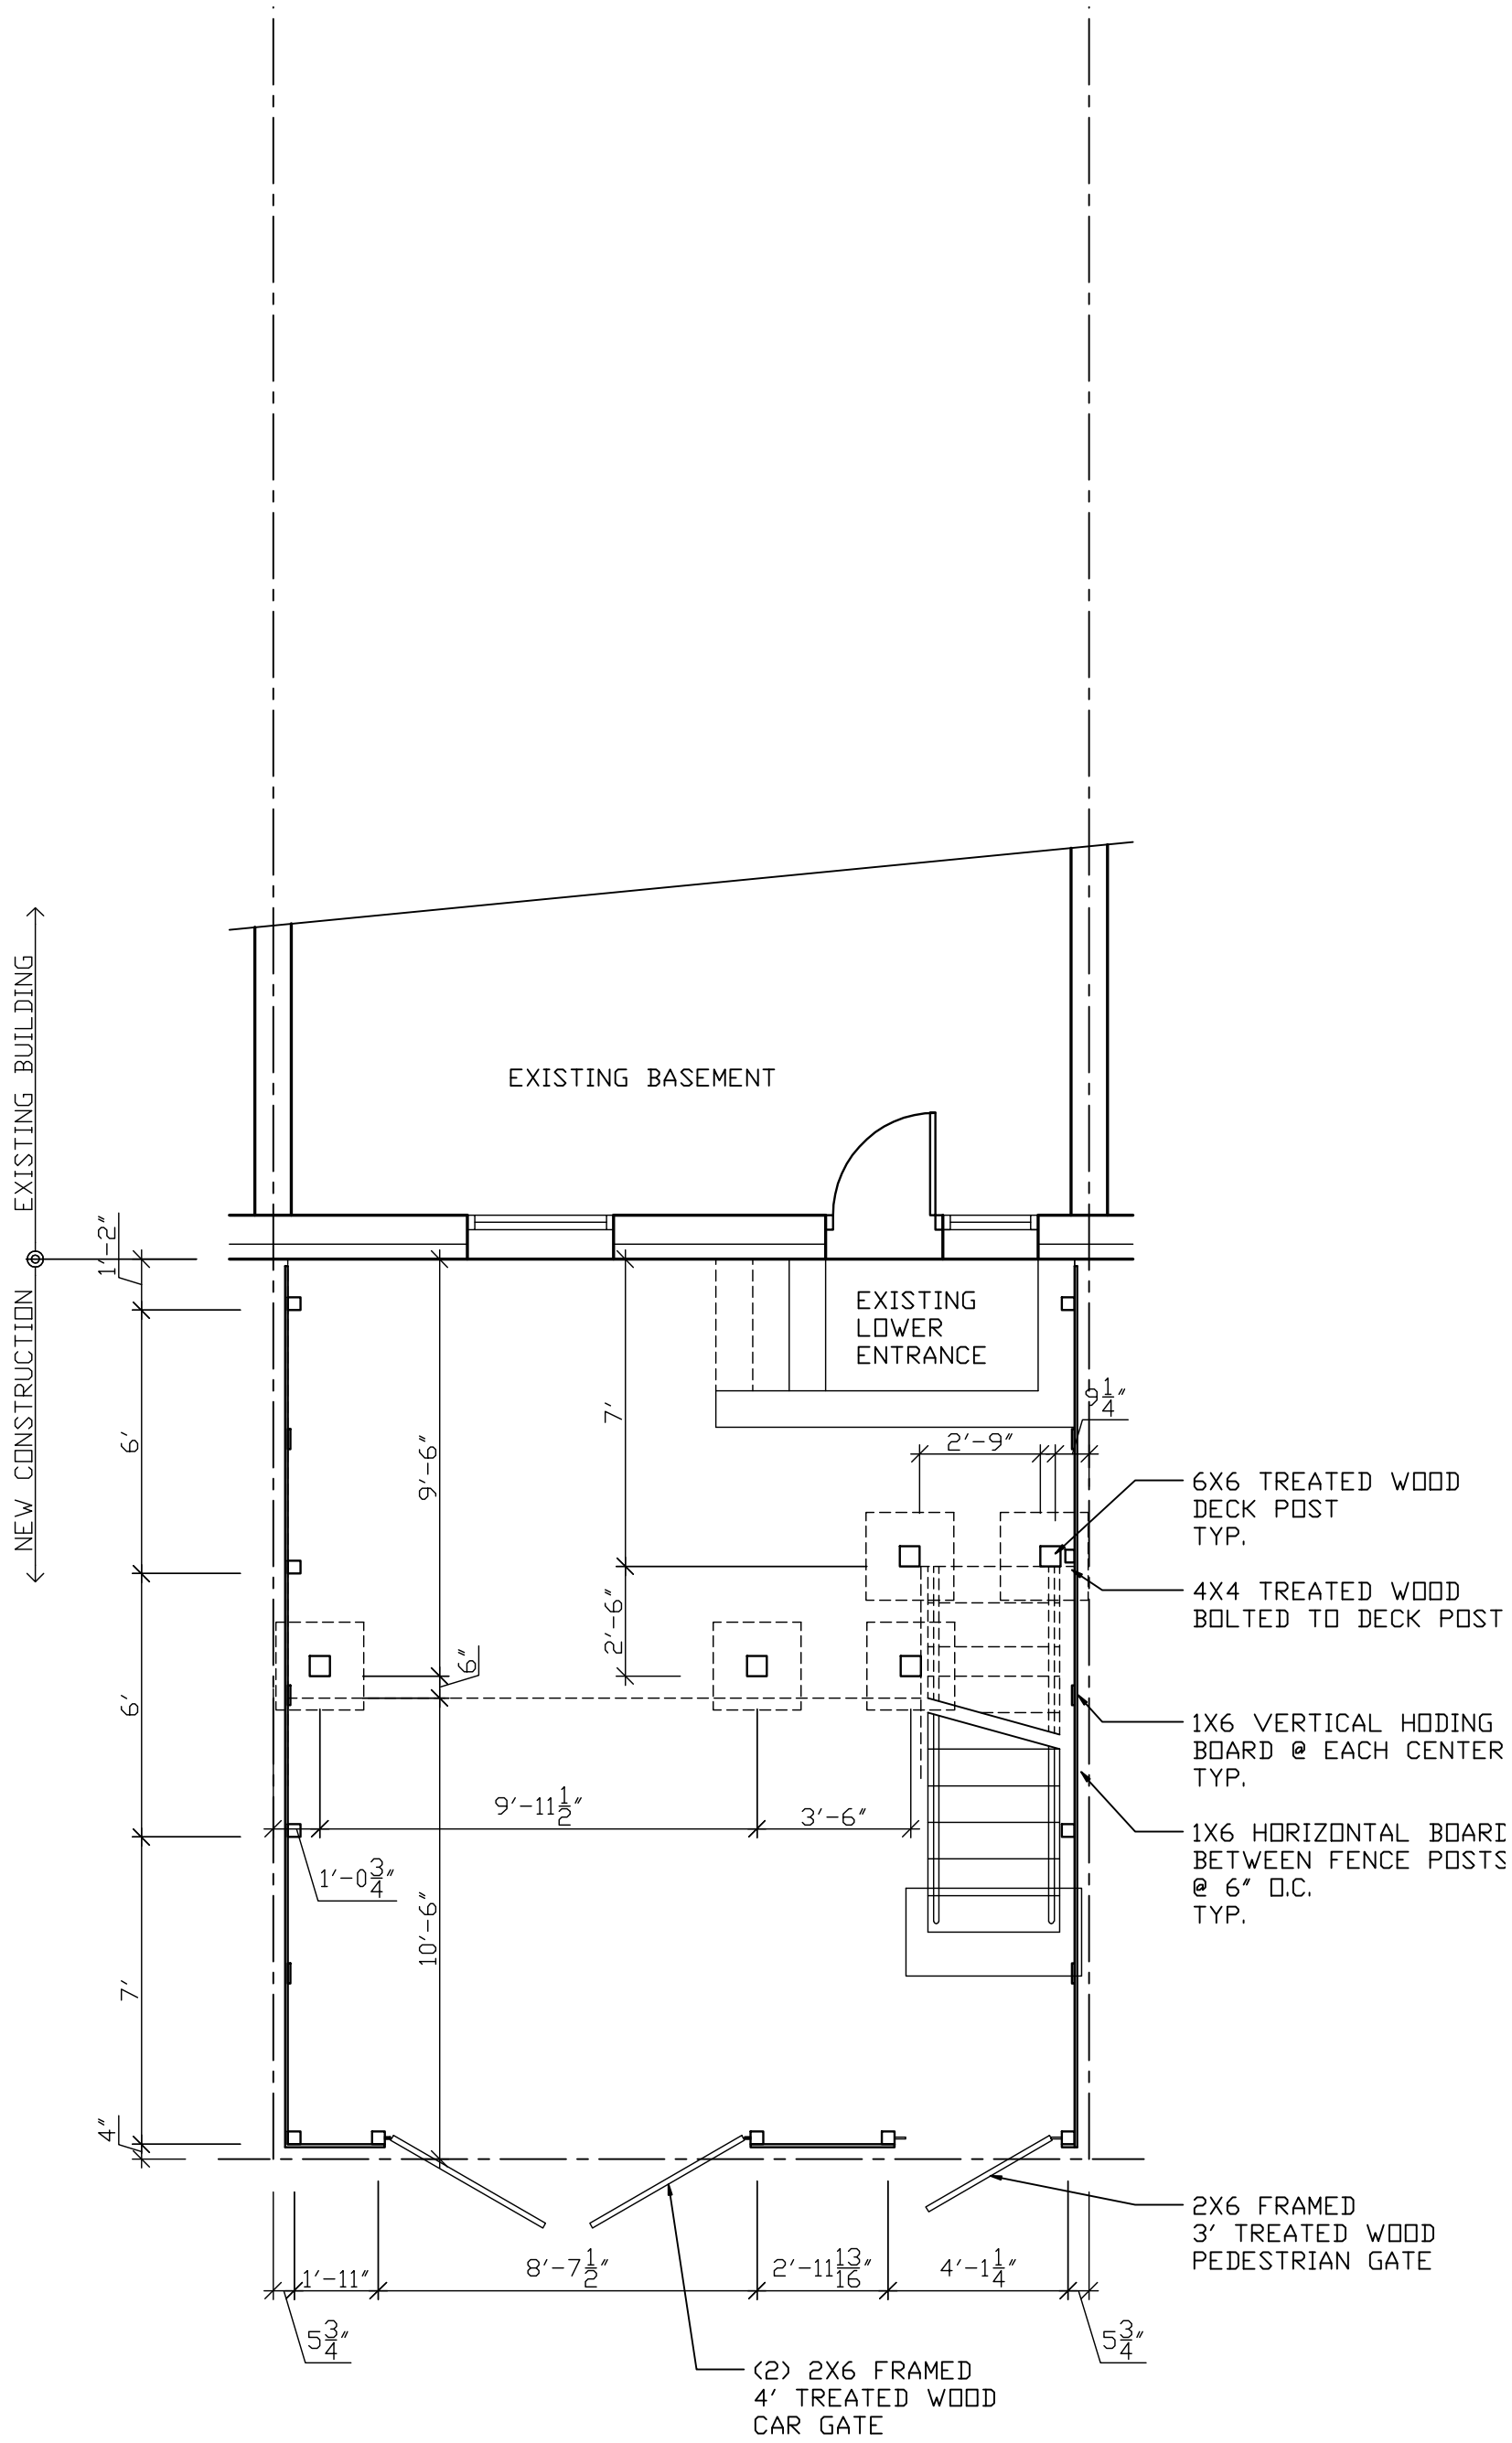 EXISTING BUILDING
NEW CONSTRUCTION
EXISTING BASEMENT
1'-2"
EXISTING
LOWER
ENTRANCE
9 1/4"
6'
7'
9'-6"
2'-9"
6X6 TREATED WOOD
DECK POST
TYP.
4X4 TREATED WOOD
BOLTED TO DECK POST
2'-6"
6"
6'
1X6 VERTICAL HODING
BOARD @ EACH CENTER
TYP.
9'-11 1/2"
3'-6"
1X6 HORIZONTAL BOARD
BETWEEN FENCE POSTS
@ 6" O.C.
TYP.
1'-0 3/4"
10'-6"
7'
4"
2X6 FRAMED
3' TREATED WOOD
PEDESTRIAN GATE
1'-11"
8'-7 1/2"
2'-11 13/16"
4'-1 1/4"
5 3/4"
5 3/4"
(2) 2X6 FRAMED
4' TREATED WOOD
CAR GATE